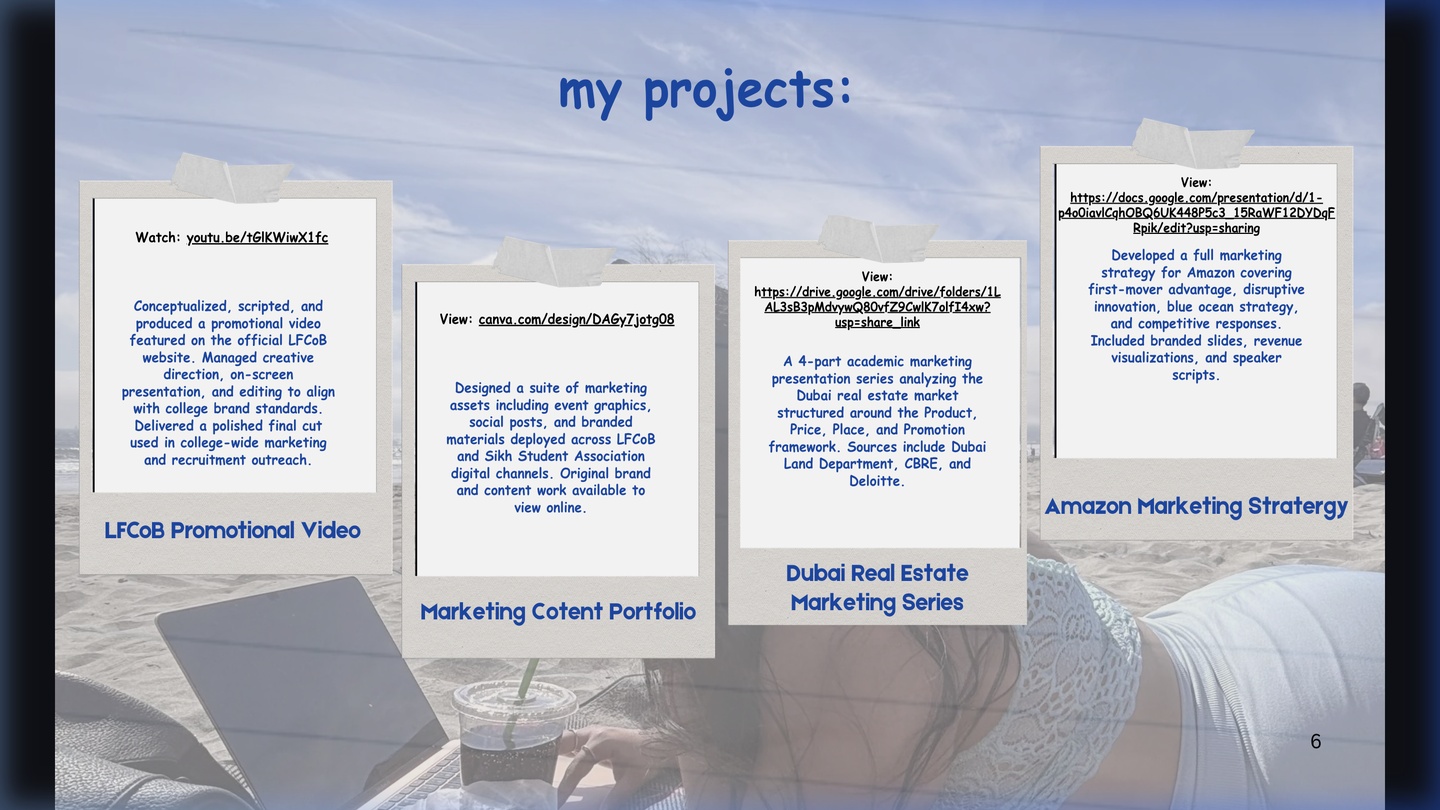 my projects:
Watch: youtu.be/tGlKWiwX1fc
Conceptualized, scripted, and
produced a promotional video
featured on the official LFCoB
website. Managed creative
direction, on-screen
presentation, and editing to align
with college brand standards.
Delivered a polished final cut
used in college-wide marketing
and recruitment outreach.
LFCoB Promotional Video
View: canva.com/design/DAGy7jotg08
Designed a suite of marketing
assets including event graphics,
social posts, and branded
materials deployed across LFCoB
and Sikh Student Association
digital channels. Original brand
and content work available to
view online.
Marketing Cotent Portfolio
View:
https://drive.google.com/drive/folders/1L
AL3sB3pMdvywQ80vfZ9CwlK7olfI4xw?
usp=share_link
A 4-part academic marketing
presentation series analyzing the
Dubai real estate market
structured around the Product,
Price, Place, and Promotion
framework. Sources include Dubai
Land Department, CBRE, and
Deloitte.
Dubai Real Estate
Marketing Series
View:
https://docs.google.com/presentation/d/1-
p4o0iavlCqhOBQ6UK448P5c3_15RaWF12DYDqF
Rpik/edit?usp=sharing
Developed a full marketing
strategy for Amazon covering
first-mover advantage, disruptive
innovation, blue ocean strategy,
and competitive responses.
Included branded slides, revenue
visualizations, and speaker
scripts.
Amazon Marketing Stratergy
6